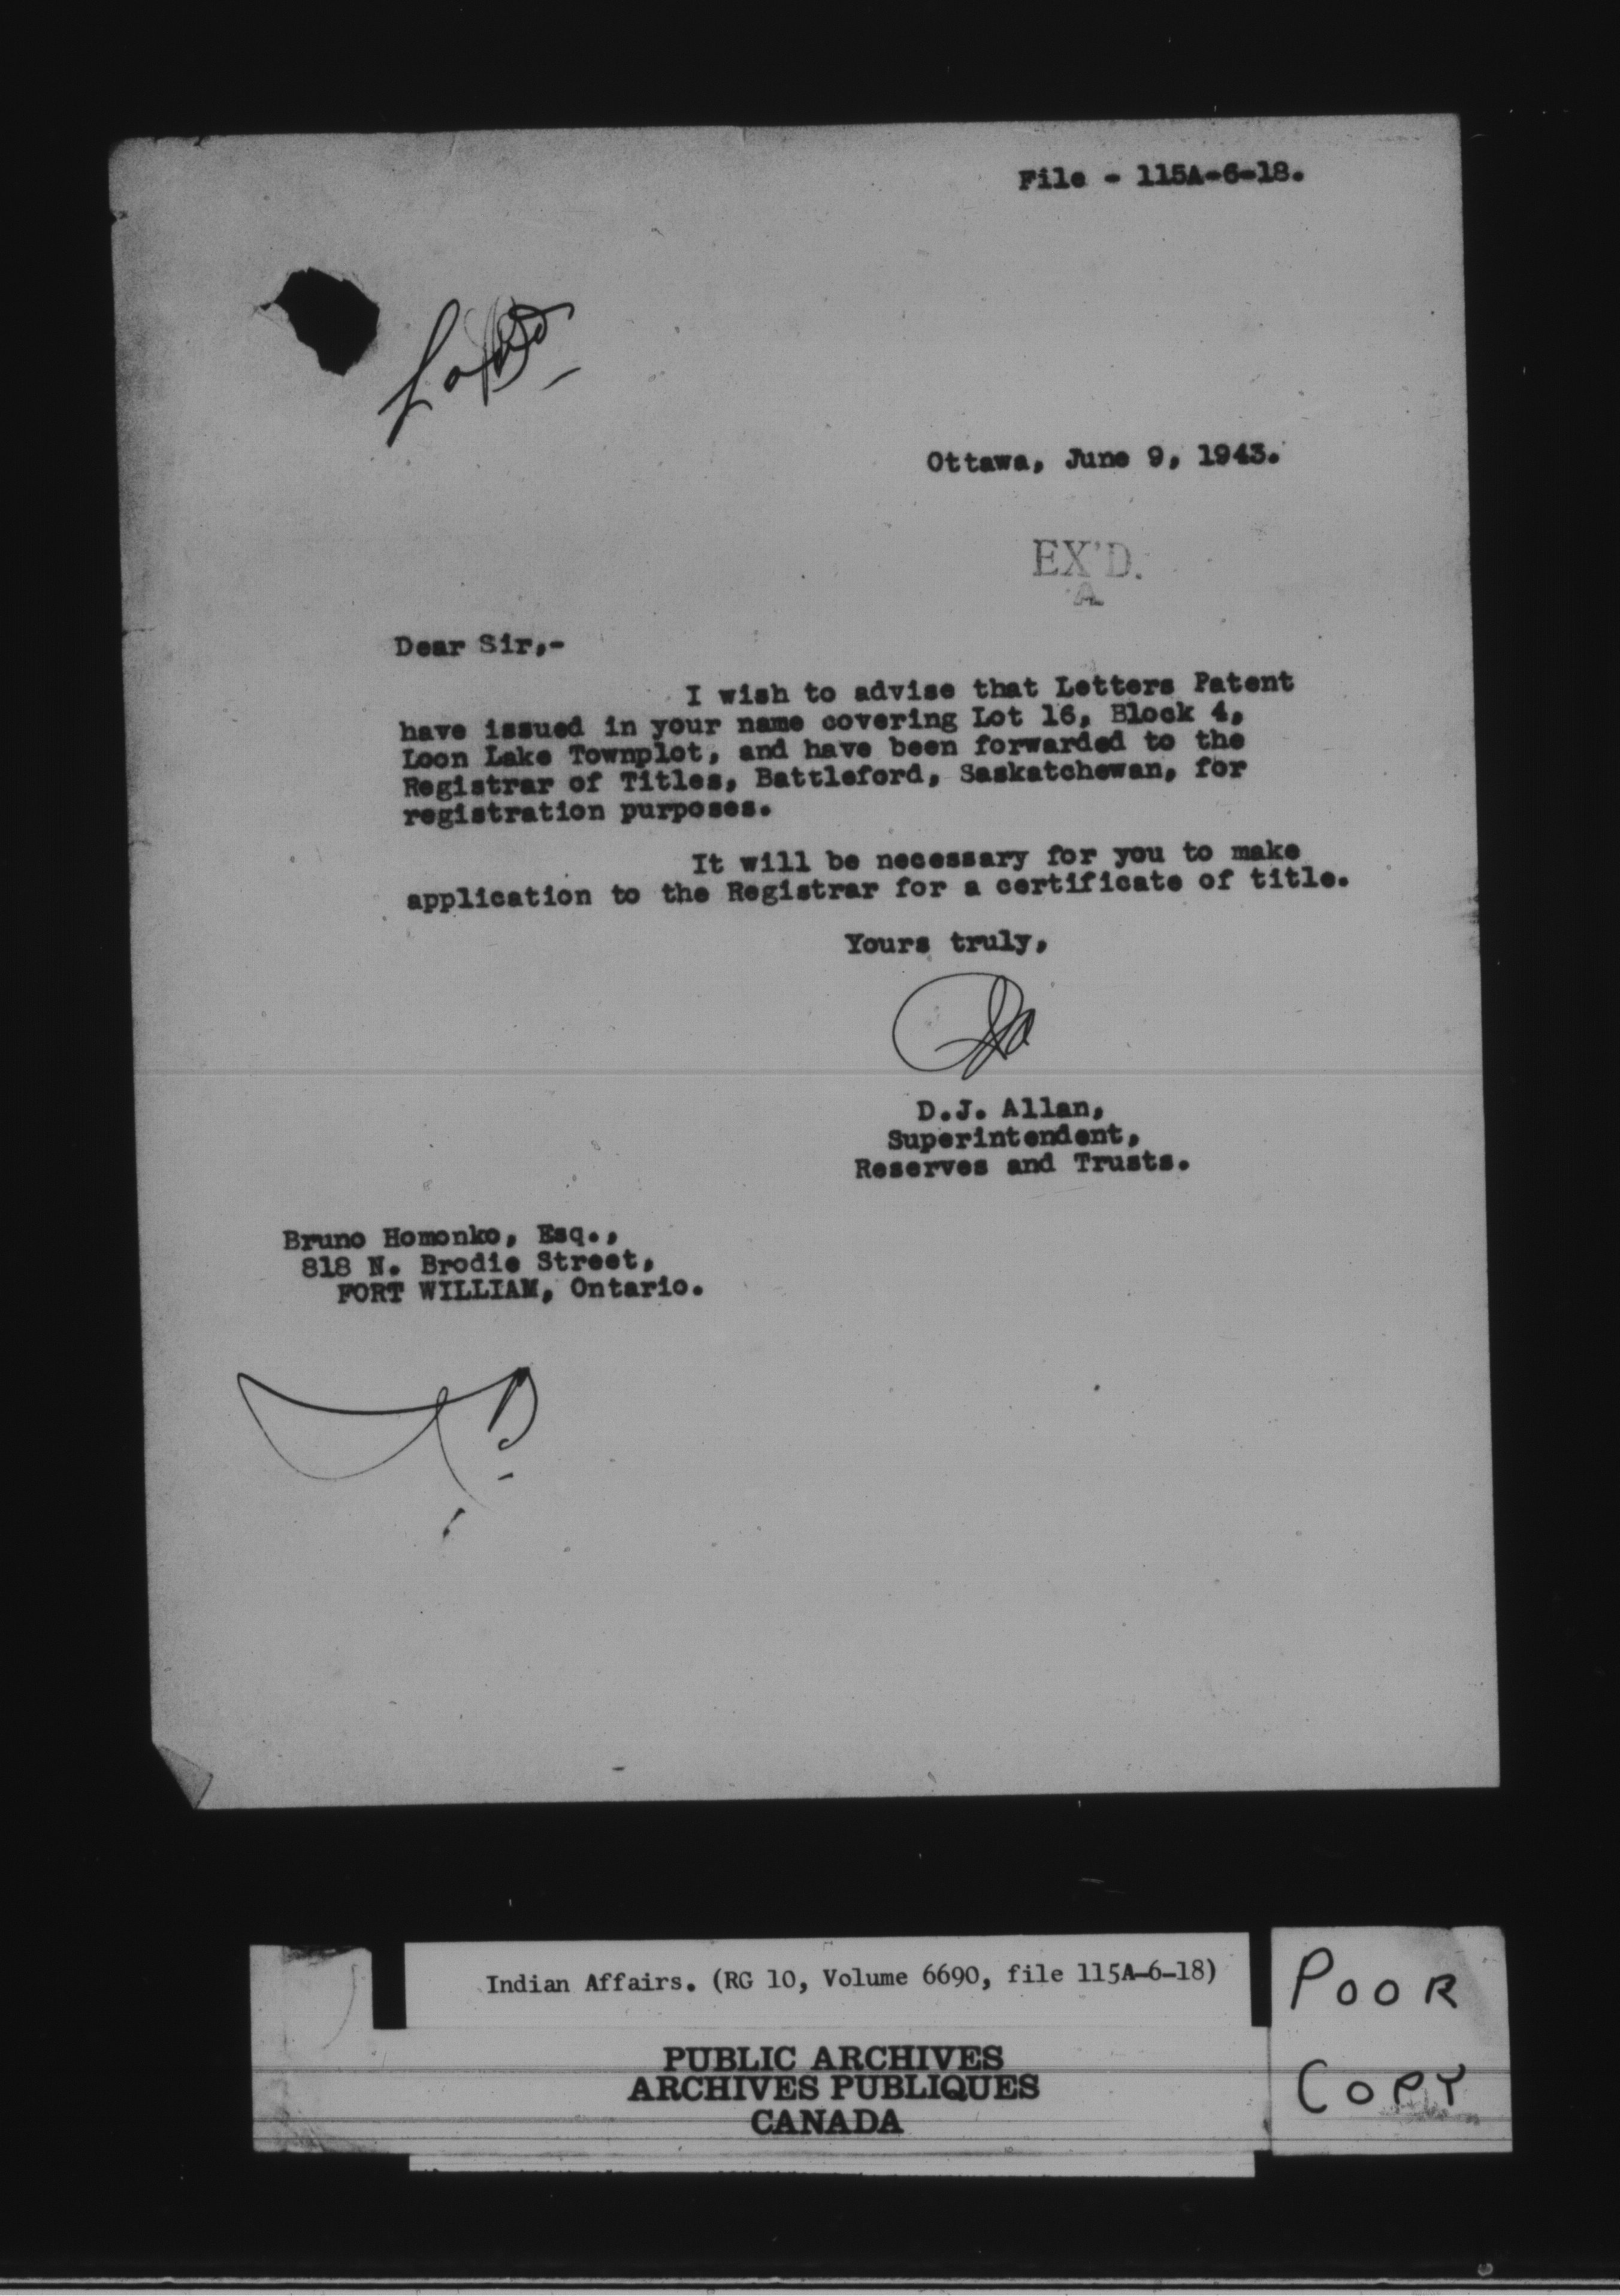 File - 115A-6-18.
Ottawa, June 9, 1943.
EX'D.
A
Dear Sir,-
I wish to advise that Letters Patent
have issued in your name covering Lot 16, Block 4,
Loon Lake Townplot, and have been forwarded to the
Registrar of Titles, Battleford, Saskatchewan, for
registration purposes.
It will be necessary for you to make
application to the Registrar for a certificate of title.
Yours truly,
D.J. Allan,
Superintendent,
Reserves and Trusts.
Bruno Homonko, Esq.,
818 N. Brodie Street,
FORT WILLIAM, Ontario.
Indian Affairs. (RG 10, Volume 6690, file 115A-6-18)
PUBLIC ARCHIVES
ARCHIVES PUBLIQUES
CANADA
POOR
COPY